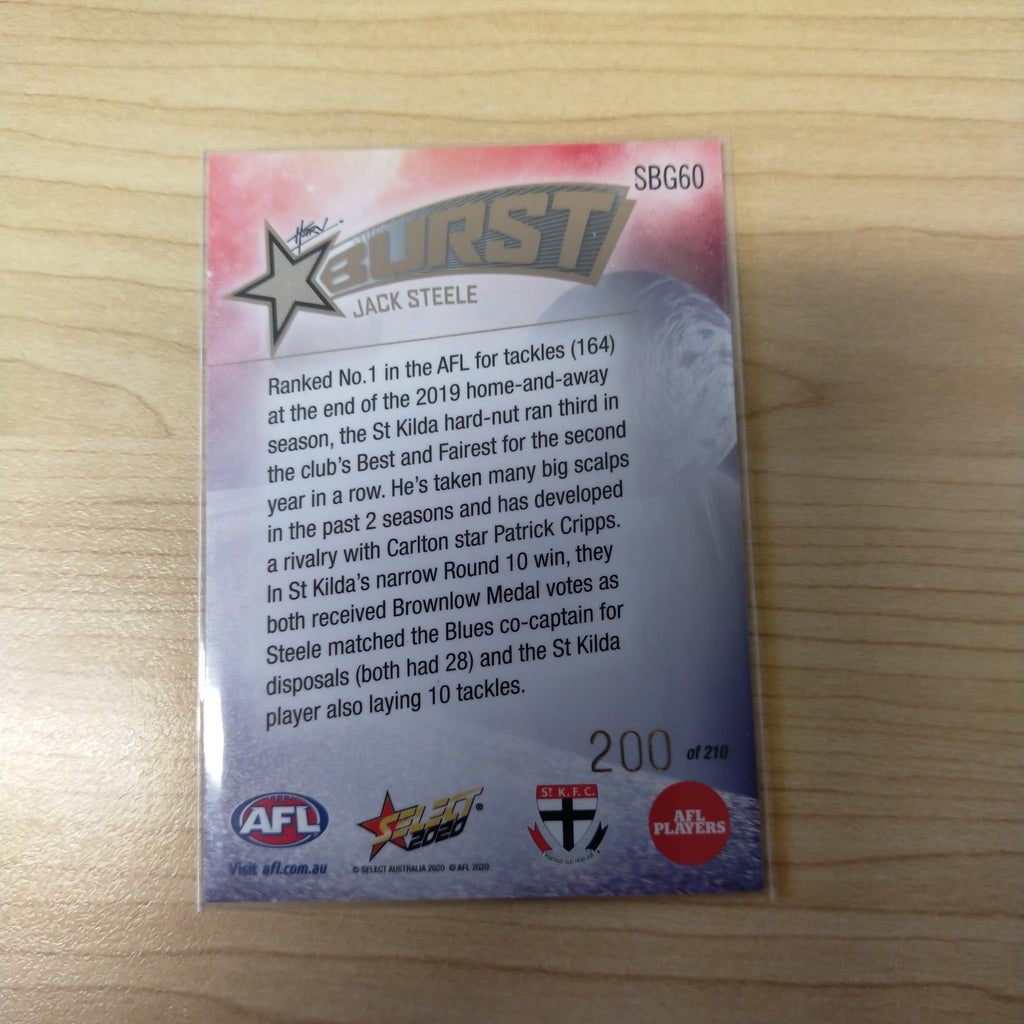 SBG60
BURST
JACK STEELE
Ranked No.1 in the AFL for tackles (164)
at the end of the 2019 home-and-away
season, the St Kilda hard-nut ran third in
the club's Best and Fairest for the second
year in a row. He's taken many big scalps
in the past 2 seasons and has developed
a rivalry with Carlton star Patrick Cripps.
In St Kilda's narrow Round 10 win, they
both received Brownlow Medal votes as
Steele matched the Blues co-captain for
disposals (both had 28) and the St Kilda
player also laying 10 tackles.
200 of 210
AFL
Visit afl.com.au
SELECT®
2020
© SELECT AUSTRALIA 2020 © AFL 2020
ST K.F.C.
AFL
PLAYERS